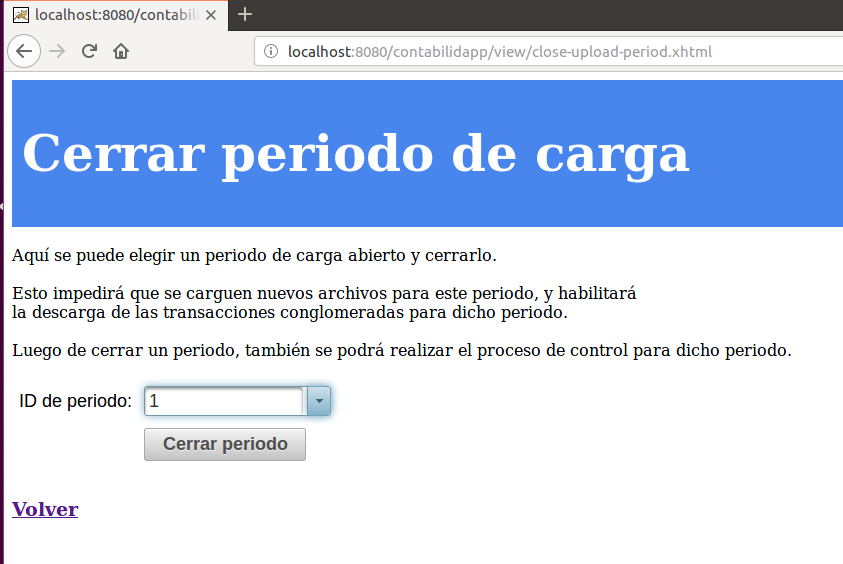 localhost:8080/contabili
localhost:8080/contabilidapp/view/close-upload-period.xhtml
Cerrar periodo de carga
Aquí se puede elegir un periodo de carga abierto y cerrarlo.
Esto impedirá que se carguen nuevos archivos para este periodo, y habilitará
la descarga de las transacciones conglomeradas para dicho periodo.
Luego de cerrar un periodo, también se podrá realizar el proceso de control para dicho periodo.
ID de periodo: 1
Cerrar periodo
Volver